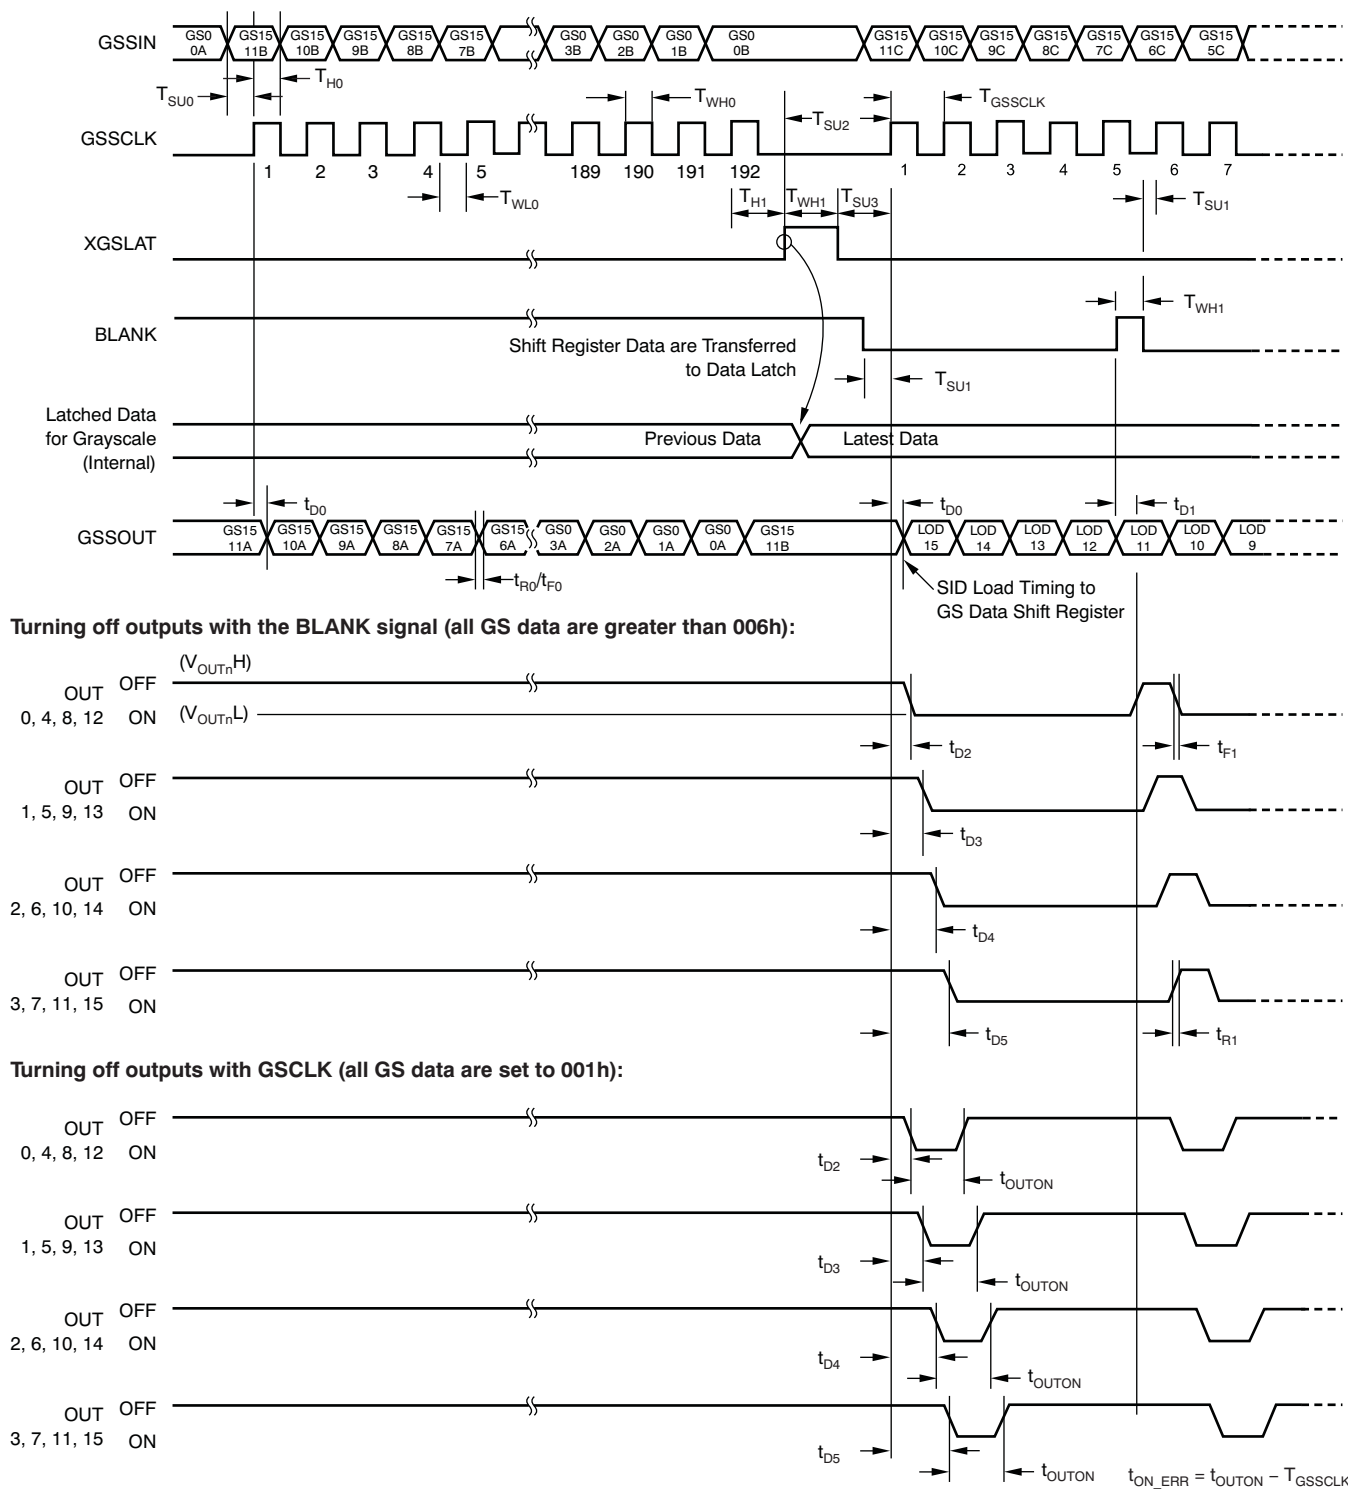 GSSIN
GS0 0A
GS15 11B
GS15 10B
GS15 9B
GS15 8B
GS15 7B
GS0 3B
GS0 2B
GS0 1B
GS0 0B
GS15 11C
GS15 10C
GS15 9C
GS15 8C
GS15 7C
GS15 6C
GS15 5C
TSU0
TH0
TWH0
TSU2
TGSSCLK
GSSCLK
1 2 3 4 5 189 190 191 192 1 2 3 4 5 6 7
TWL0
TH1
TWH1
TSU3
TSU1
XGSLAT
TWH1
BLANK
Shift Register Data are Transferred
to Data Latch
TSU1
Latched Data
for Grayscale
(Internal)
Previous Data
Latest Data
tD0
tD0
tD1
GSSOUT
GS15 11A
GS15 10A
GS15 9A
GS15 8A
GS15 7A
GS15 6A
GS0 3A
GS0 2A
GS0 1A
GS0 0A
GS15 11B
LOD 15
LOD 14
LOD 13
LOD 12
LOD 11
LOD 10
LOD 9
tR0/tF0
SID Load Timing to
GS Data Shift Register
Turning off outputs with the BLANK signal (all GS data are greater than 006h):
(VOUTnH)
OUT
0, 4, 8, 12
OFF
ON
(VOUTnL)
tD2
tF1
OUT
1, 5, 9, 13
OFF
ON
tD3
OUT
2, 6, 10, 14
OFF
ON
tD4
OUT
3, 7, 11, 15
OFF
ON
tD5
tR1
Turning off outputs with GSCLK (all GS data are set to 001h):
OUT
0, 4, 8, 12
OFF
ON
tD2
tOUTON
OUT
1, 5, 9, 13
OFF
ON
tD3
tOUTON
OUT
2, 6, 10, 14
OFF
ON
tD4
tOUTON
OUT
3, 7, 11, 15
OFF
ON
tD5
tOUTON
tON_ERR = tOUTON – TGSSCLK